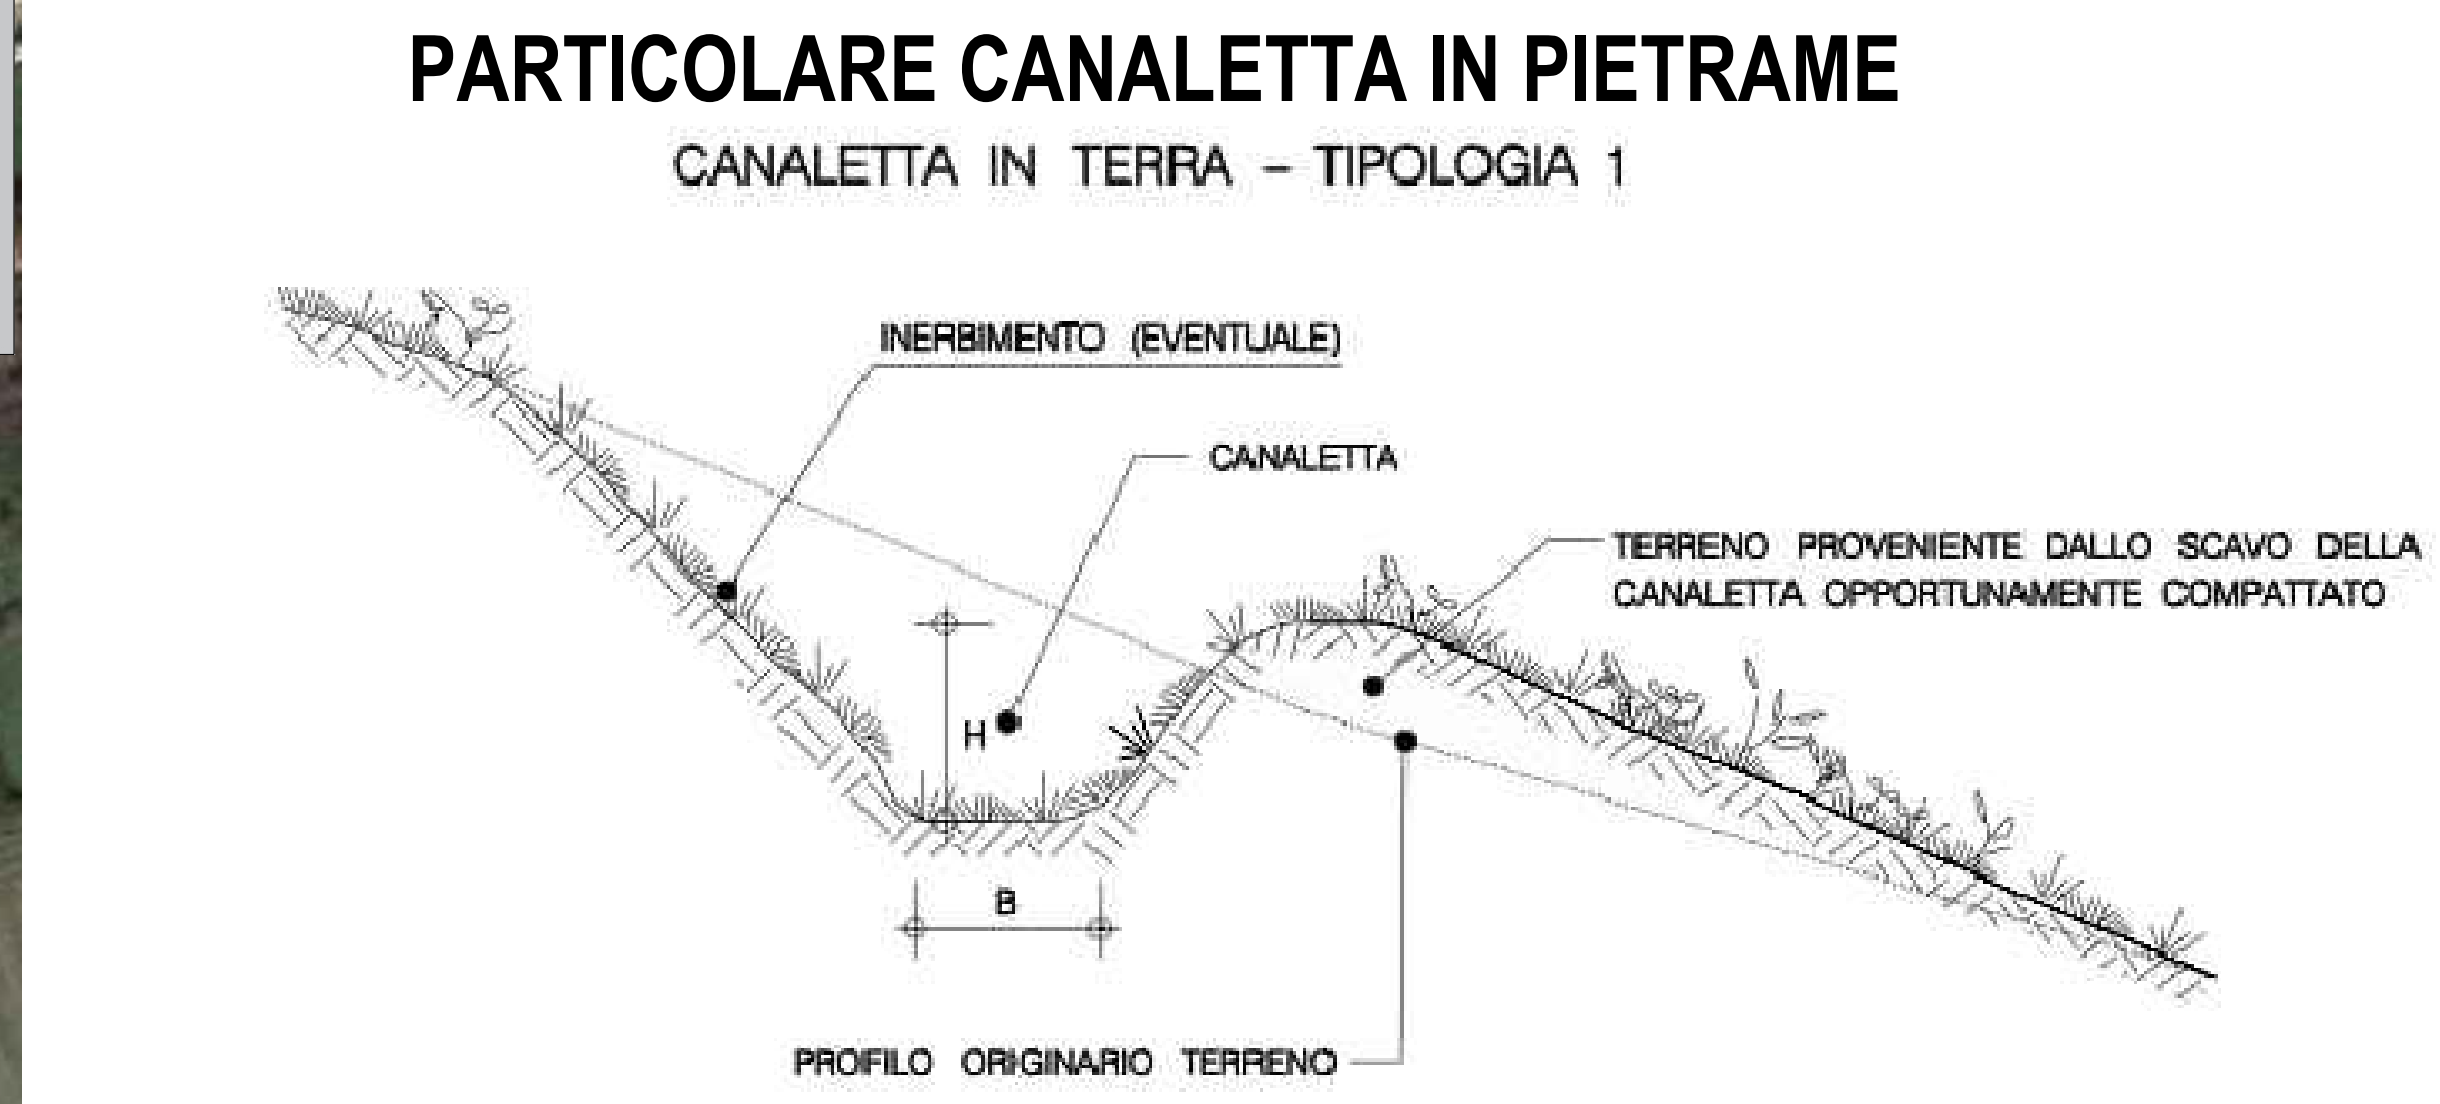 PARTICOLARE CANALETTA IN PIETRAME
CANALETTA IN TERRA – TIPOLOGIA 1
INERBIMENTO (EVENTUALE)
CANALETTA
TERRENO PROVENIENTE DALLO SCAVO DELLA
CANALETTA OPPORTUNAMENTE COMPATTATO
H
B
PROFILO ORIGINARIO TERRENO